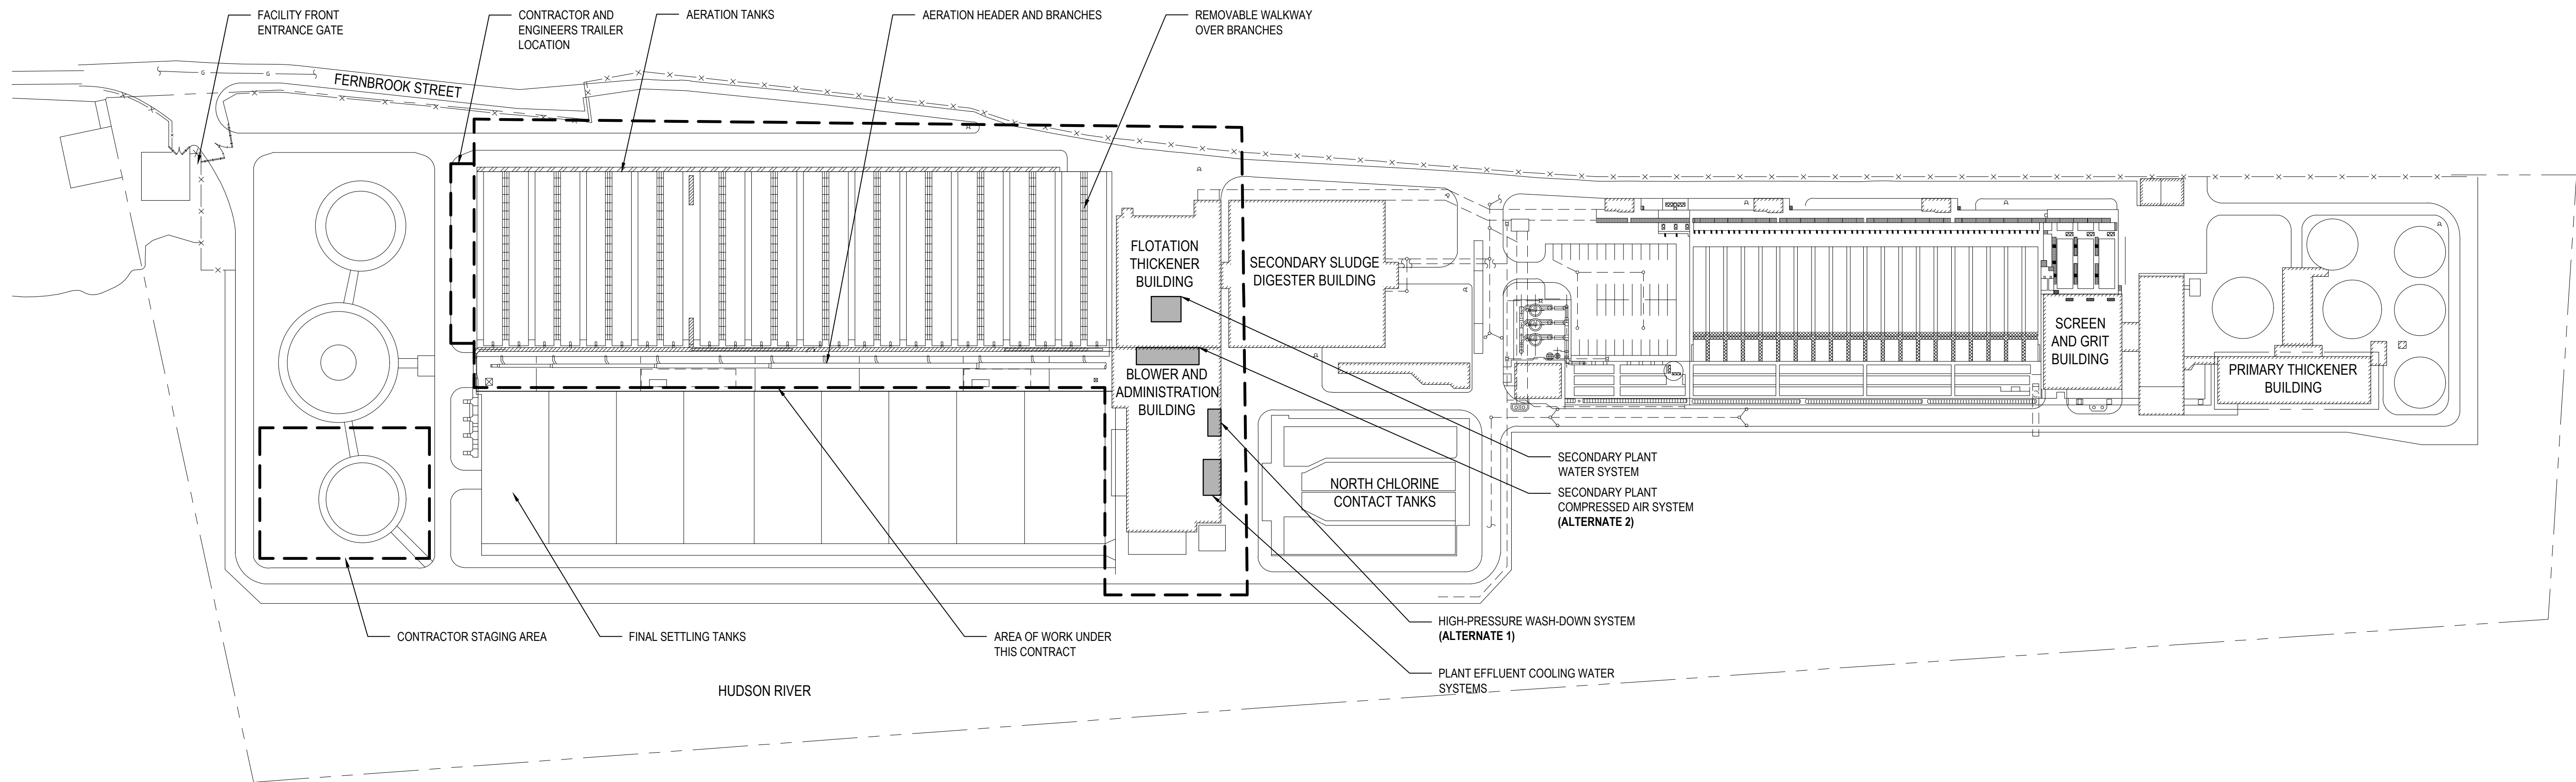 FACILITY FRONT
ENTRANCE GATE
CONTRACTOR AND
ENGINEERS TRAILER
LOCATION
AERATION TANKS
AERATION HEADER AND BRANCHES
REMOVABLE WALKWAY
OVER BRANCHES
G
G
FERNBROOK STREET
FLOTATION
THICKENER
BUILDING
SECONDARY SLUDGE
DIGESTER BUILDING
SCREEN
AND GRIT
BUILDING
PRIMARY THICKENER
BUILDING
BLOWER AND
ADMINISTRATION
BUILDING
NORTH CHLORINE
CONTACT TANKS
SECONDARY PLANT
WATER SYSTEM
SECONDARY PLANT
COMPRESSED AIR SYSTEM
(ALTERNATE 2)
HIGH-PRESSURE WASH-DOWN SYSTEM
(ALTERNATE 1)
PLANT EFFLUENT COOLING WATER
SYSTEMS
CONTRACTOR STAGING AREA
FINAL SETTLING TANKS
AREA OF WORK UNDER
THIS CONTRACT
HUDSON RIVER